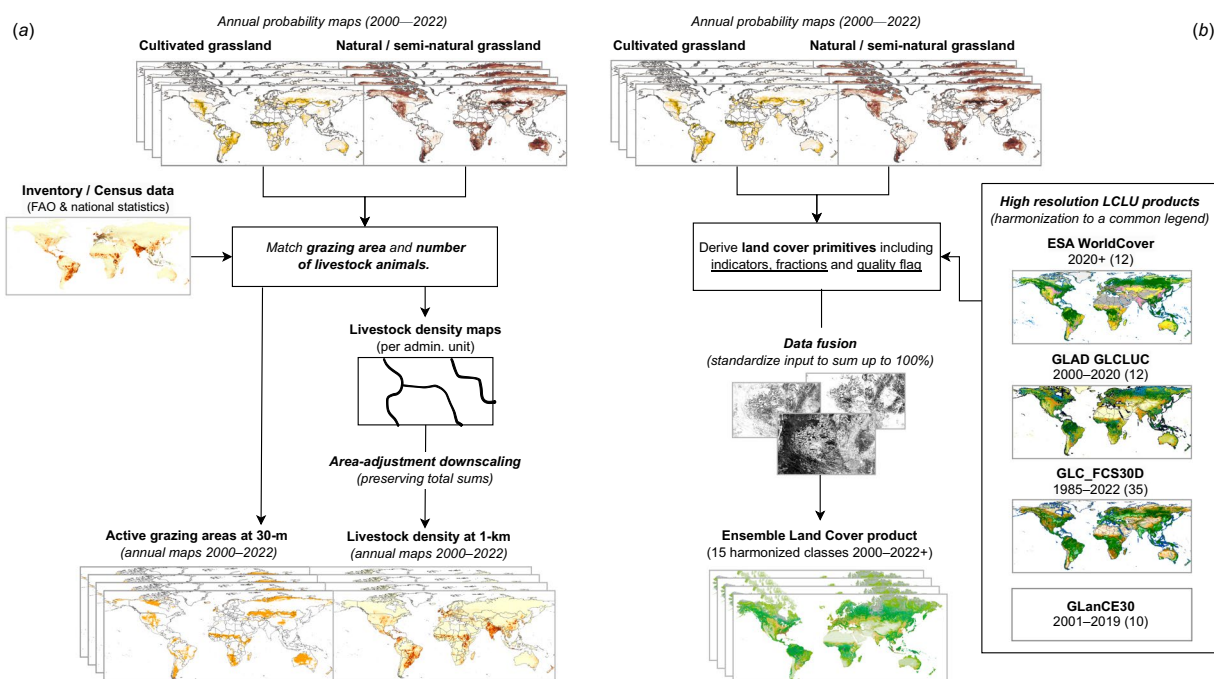 (a)
Annual probability maps (2000—2022)
Cultivated grassland
Natural / semi-natural grassland
Inventory / Census data
(FAO & national statistics)
Match grazing area and number
of livestock animals.
Livestock density maps
(per admin. unit)
Area-adjustment downscaling
(preserving total sums)
Active grazing areas at 30-m
(annual maps 2000–2022)
Livestock density at 1-km
(annual maps 2000–2022)
(b)
Annual probability maps (2000—2022)
Cultivated grassland
Natural / semi-natural grassland
High resolution LCLU products
(harmonization to a common legend)
ESA WorldCover
2020+ (12)
GLAD GLCLUC
2000–2020 (12)
GLC_FCS30D
1985–2022 (35)
GLanCE30
2001–2019 (10)
Derive land cover primitives including
indicators, fractions and quality flag
Data fusion
(standardize input to sum up to 100%)
Ensemble Land Cover product
(15 harmonized classes 2000–2022+)